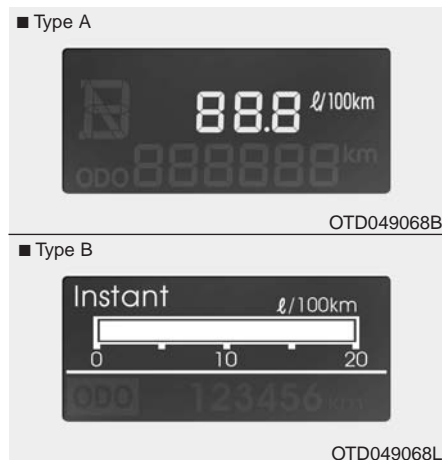 ■ Type A
88.8 ℓ/100km
ODO 888888 km
OTD049068B
■ Type B
Instant ℓ/100km
0 10 20
ODO 123456 km
OTD049068L